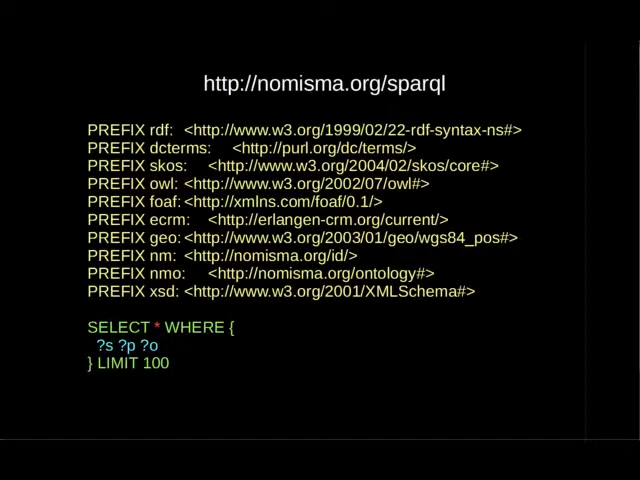 http://nomisma.org/sparql
PREFIX rdf: <http://www.w3.org/1999/02/22-rdf-syntax-ns#>
PREFIX dcterms: <http://purl.org/dc/terms/>
PREFIX skos: <http://www.w3.org/2004/02/skos/core#>
PREFIX owl: <http://www.w3.org/2002/07/owl#>
PREFIX foaf: <http://xmlns.com/foaf/0.1/>
PREFIX ecrm: <http://erlangen-crm.org/current/>
PREFIX geo: <http://www.w3.org/2003/01/geo/wgs84_pos#>
PREFIX nm: <http://nomisma.org/id/>
PREFIX nmo: <http://nomisma.org/ontology#>
PREFIX xsd: <http://www.w3.org/2001/XMLSchema#>
SELECT * WHERE {
?s ?p ?o
} LIMIT 100